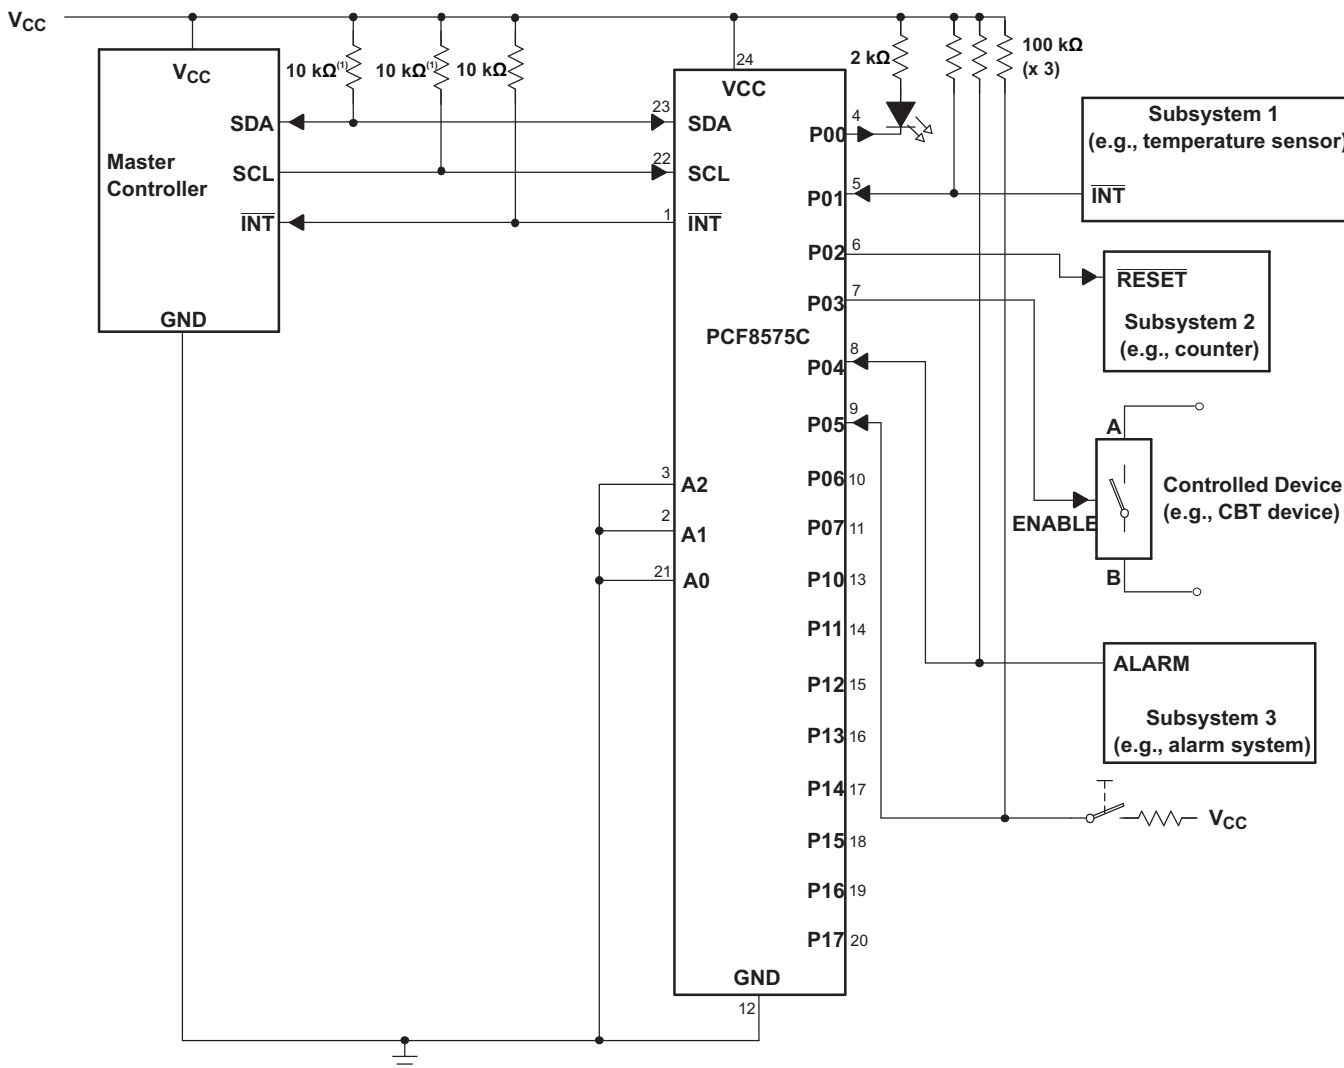 VCC
VCC
SDA
Master
Controller
SCL
INT
GND
10 kΩ(1)
10 kΩ(1)
10 kΩ
24
VCC
23
SDA
22
SCL
1
INT
PCF8575C
3
A2
2
A1
21
A0
GND
12
P00
4
P01
5
P02
6
P03
7
P04
8
P05
9
P06 10
P07 11
P10 13
P11 14
P12 15
P13 16
P14 17
P15 18
P16 19
P17 20
2 kΩ
100 kΩ
(x 3)
Subsystem 1
(e.g., temperature sensor)
INT
RESET
Subsystem 2
(e.g., counter)
A
Controlled Device
(e.g., CBT device)
ENABLE
B
ALARM
Subsystem 3
(e.g., alarm system)
VCC